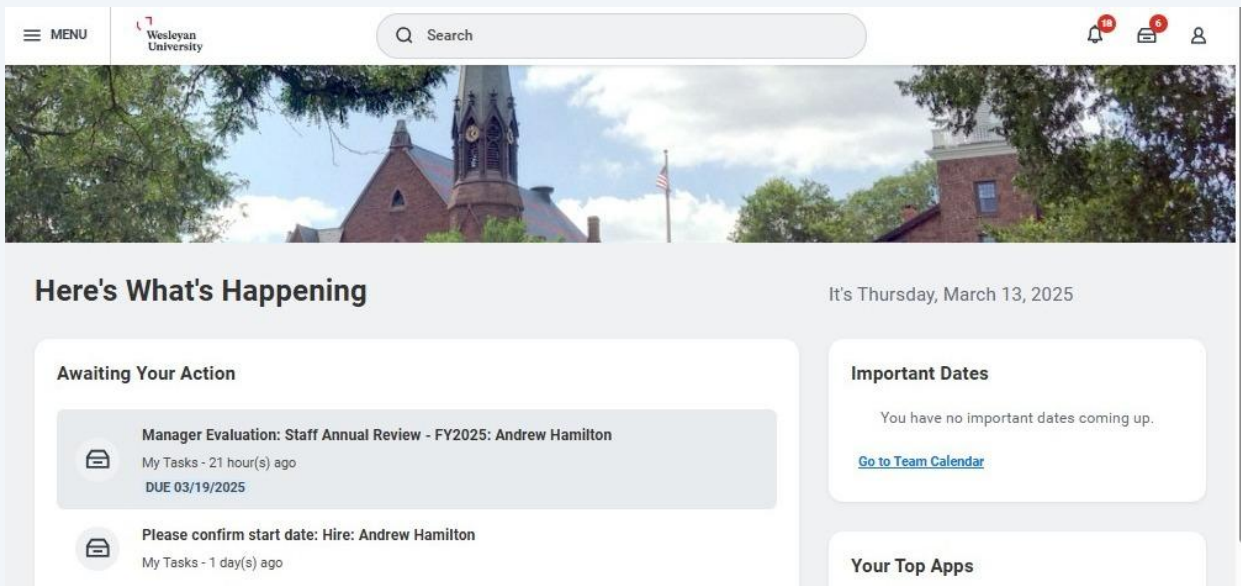 MENU
Wesleyan
University
Search
18
6
Here's What's Happening
It's Thursday, March 13, 2025
Awaiting Your Action
Manager Evaluation: Staff Annual Review - FY2025: Andrew Hamilton
My Tasks - 21 hour(s) ago
DUE 03/19/2025
Please confirm start date: Hire: Andrew Hamilton
My Tasks - 1 day(s) ago
Important Dates
You have no important dates coming up.
Go to Team Calendar
Your Top Apps